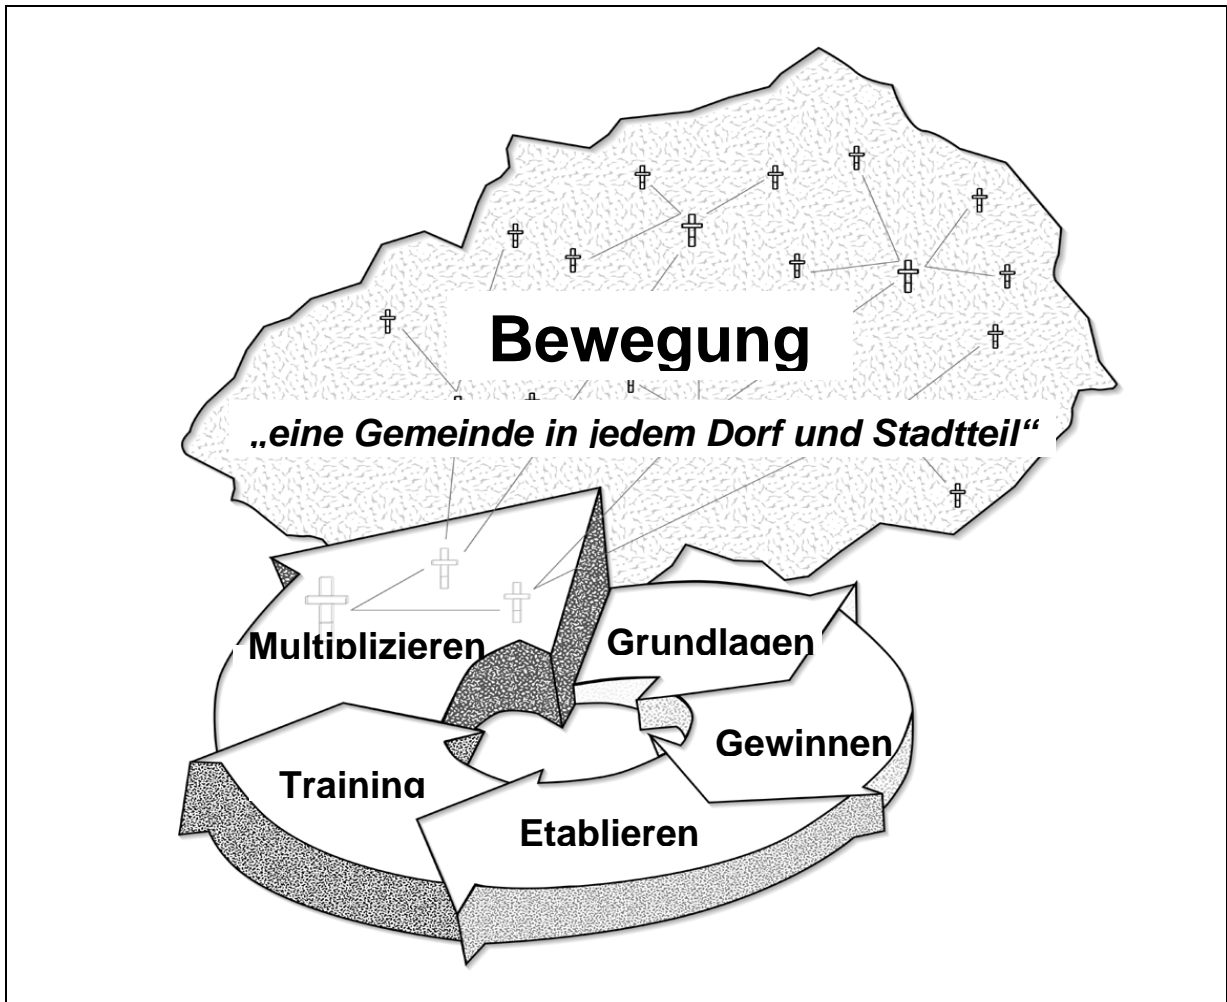 Bewegung
„eine Gemeinde in jedem Dorf und Stadtteil“
Multiplizieren
Grundlagen
Gewinnen
Training
Etablieren